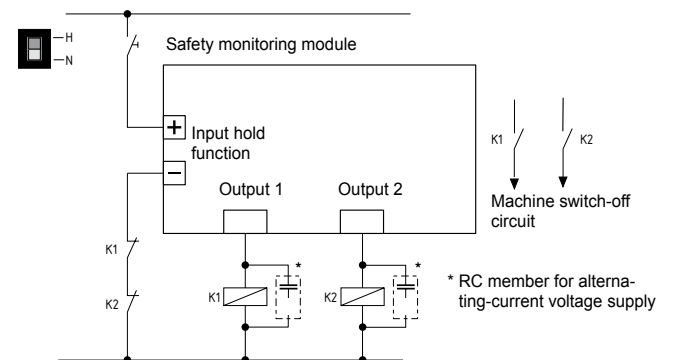 H
N
Safety monitoring module
+
Input hold
function
−
Output 1
Output 2
K1
K2
Machine switch-off
circuit
K1
K2
K1
*
K2
*
* RC member for alterna-
ting-current voltage supply